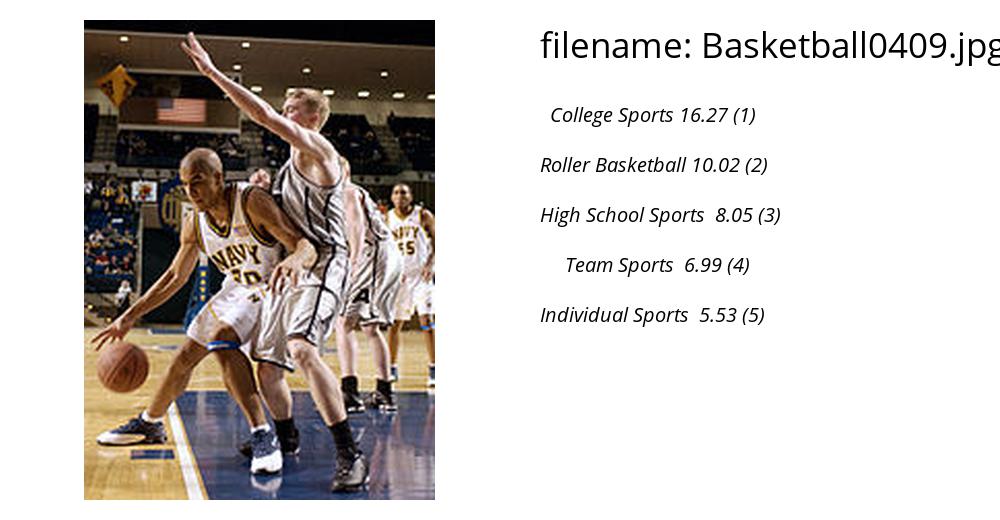 filename: Basketball0409.jpg
College Sports 16.27 (1)
Roller Basketball 10.02 (2)
High School Sports 8.05 (3)
Team Sports 6.99 (4)
Individual Sports 5.53 (5)
NAVY
NAVY
55